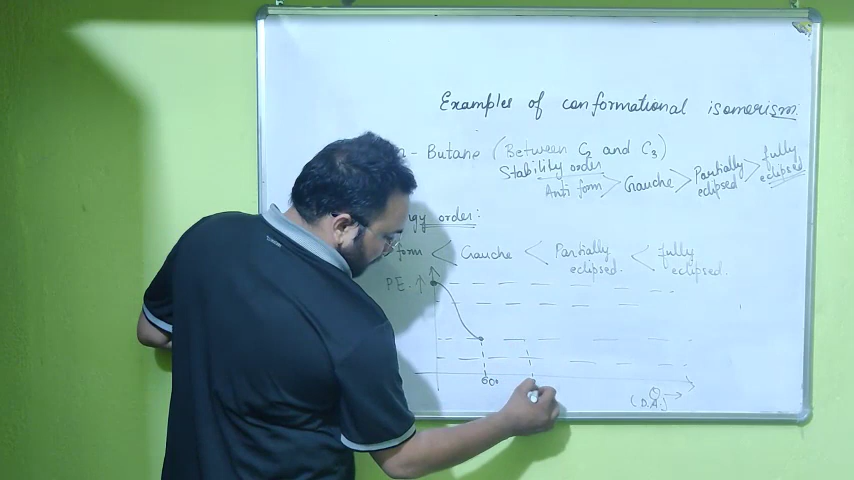 Examples of conformational isomerism.
n - Butane (Between C2 and C3)
Stability order
Anti form > Gauche > Partially eclipsed > fully eclipsed
gy order:
form < Gauche < Partially eclipsed. < fully eclipsed.
PE. ↑
60°
(D.A.) →